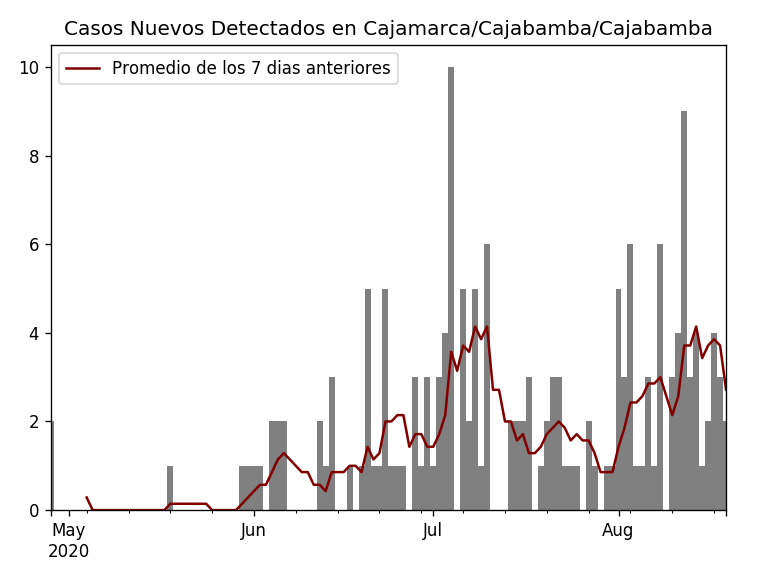 Casos Nuevos Detectados en Cajamarca/Cajabamba/Cajabamba
Promedio de los 7 dias anteriores
10
8
6
4
2
0
May Jun Jul Aug
2020